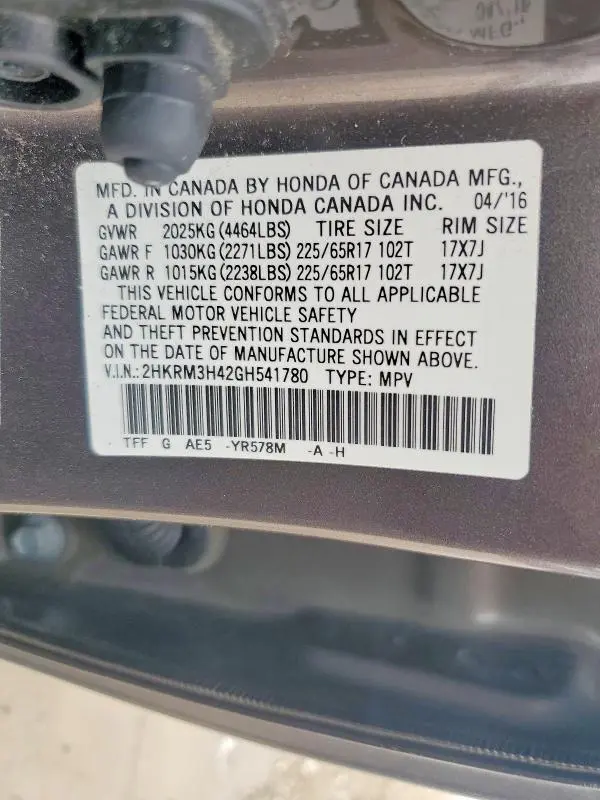 MFD. IN CANADA BY HONDA OF CANADA MFG.,
A DIVISION OF HONDA CANADA INC. 04/'16
GVWR 2025KG (4464LBS) TIRE SIZE RIM SIZE
GAWR F 1030KG (2271LBS) 225/65R17 102T 17X7J
GAWR R 1015KG (2238LBS) 225/65R17 102T 17X7J
THIS VEHICLE CONFORMS TO ALL APPLICABLE
FEDERAL MOTOR VEHICLE SAFETY
AND THEFT PREVENTION STANDARDS IN EFFECT
ON THE DATE OF MANUFACTURE SHOWN ABOVE.
V.I.N.:2HKRM3H42GH541780 TYPE: MPV
TFF G AE5 -YR578M -A -H